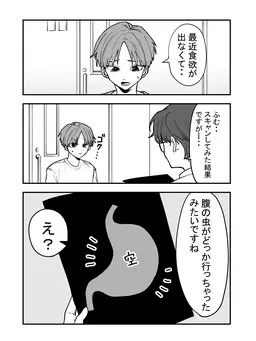 最近食欲が
出なくて・・
ふむ・・
スキャンしてみた結果
ですが・・
ゴクッ
腹の虫がどっか行っちゃった
みたいですね
え？
空